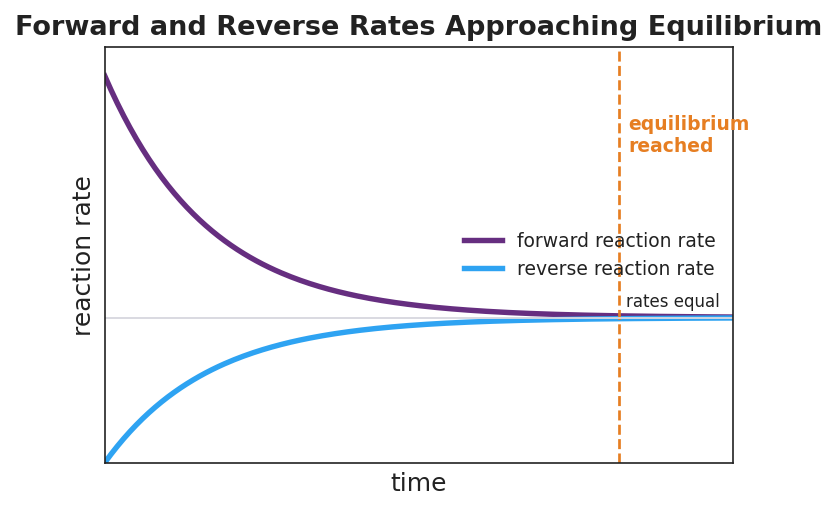 Forward and Reverse Rates Approaching Equilibrium
equilibrium
reached
forward reaction rate
reverse reaction rate
rates equal
reaction rate
time